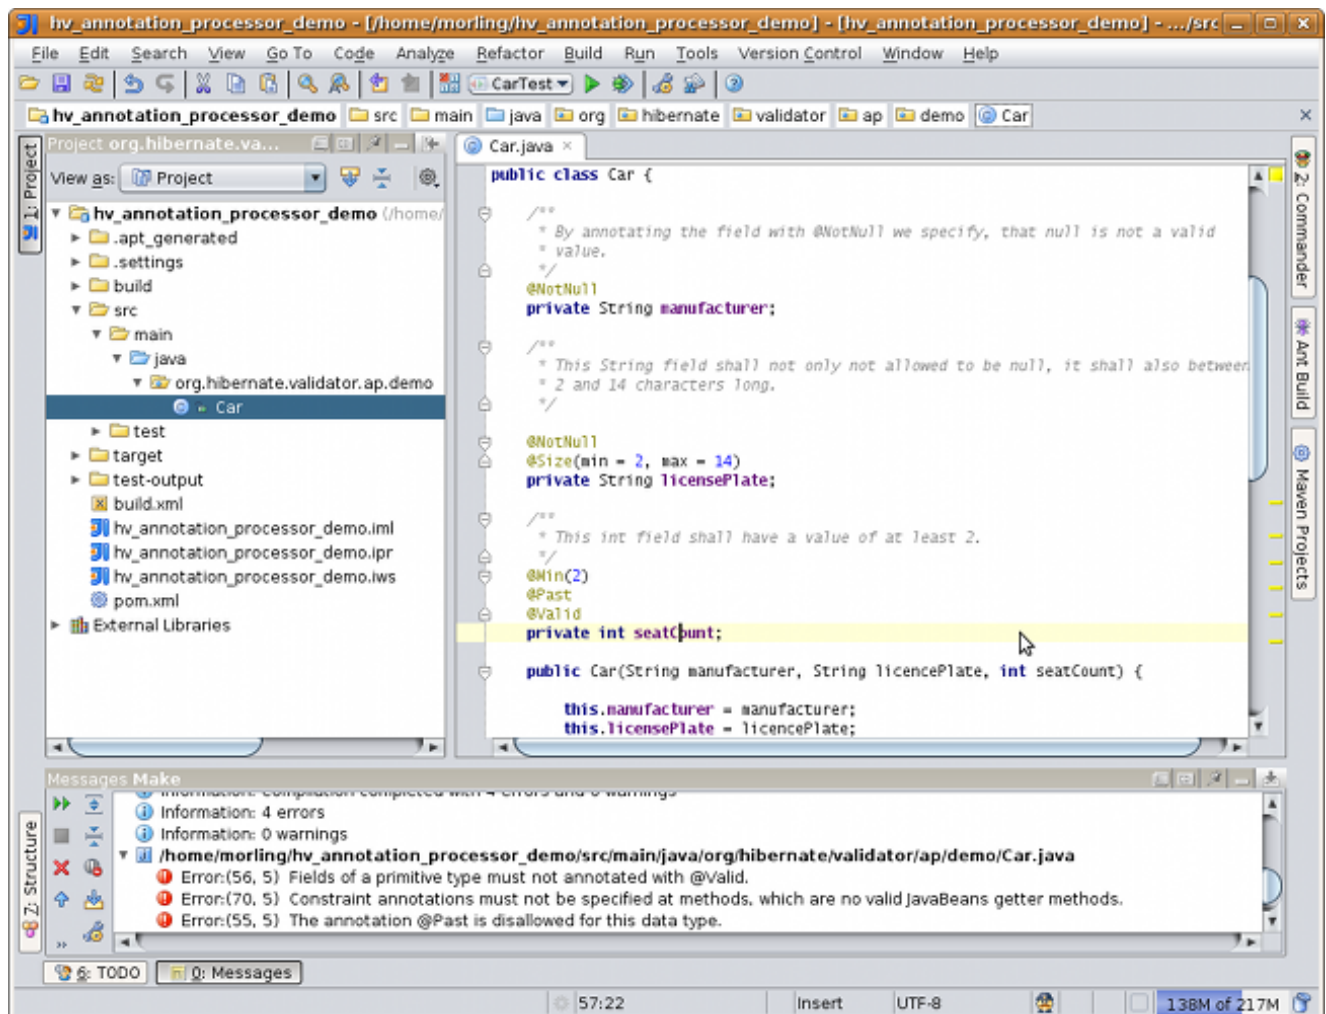 hv_annotation_processor_demo - [/home/morling/hv_annotation_processor_demo] - [hv_annotation_processor_demo] - .../src
File Edit Search View Go To Code Analyze Refactor Build Run Tools Version Control Window Help
CarTest
hv_annotation_processor_demo src main java org hibernate validator ap demo Car
Project org.hibernate.va...
Car.java
View as: Project
1: Project
2: Commander
Ant Build
Maven Projects
hv_annotation_processor_demo (/home/
.apt_generated
.settings
build
src
main
java
org.hibernate.validator.ap.demo
Car
test
target
test-output
build.xml
hv_annotation_processor_demo.iml
hv_annotation_processor_demo.ipr
hv_annotation_processor_demo.iws
pom.xml
External Libraries
public class Car {
/**
* By annotating the field with @NotNull we specify, that null is not a valid
* value.
*/
@NotNull
private String manufacturer;
/**
* This String field shall not only not allowed to be null, it shall also between
* 2 and 14 characters long.
*/
@NotNull
@Size(min = 2, max = 14)
private String licensePlate;
/**
* This int field shall have a value of at least 2.
*/
@Min(2)
@Past
@Valid
private int seatCount;
public Car(String manufacturer, String licencePlate, int seatCount) {
this.manufacturer = manufacturer;
this.licensePlate = licencePlate;
Messages Make
Information: Compilation completed with 4 errors and 0 warnings
Information: 4 errors
Information: 0 warnings
/home/morling/hv_annotation_processor_demo/src/main/java/org/hibernate/validator/ap/demo/Car.java
Error:(56, 5) Fields of a primitive type must not annotated with @Valid.
Error:(70, 5) Constraint annotations must not be specified at methods, which are no valid JavaBeans getter methods.
Error:(55, 5) The annotation @Past is disallowed for this data type.
Z: Structure
6: TODO
0: Messages
57:22 Insert UTF-8 138M of 217M